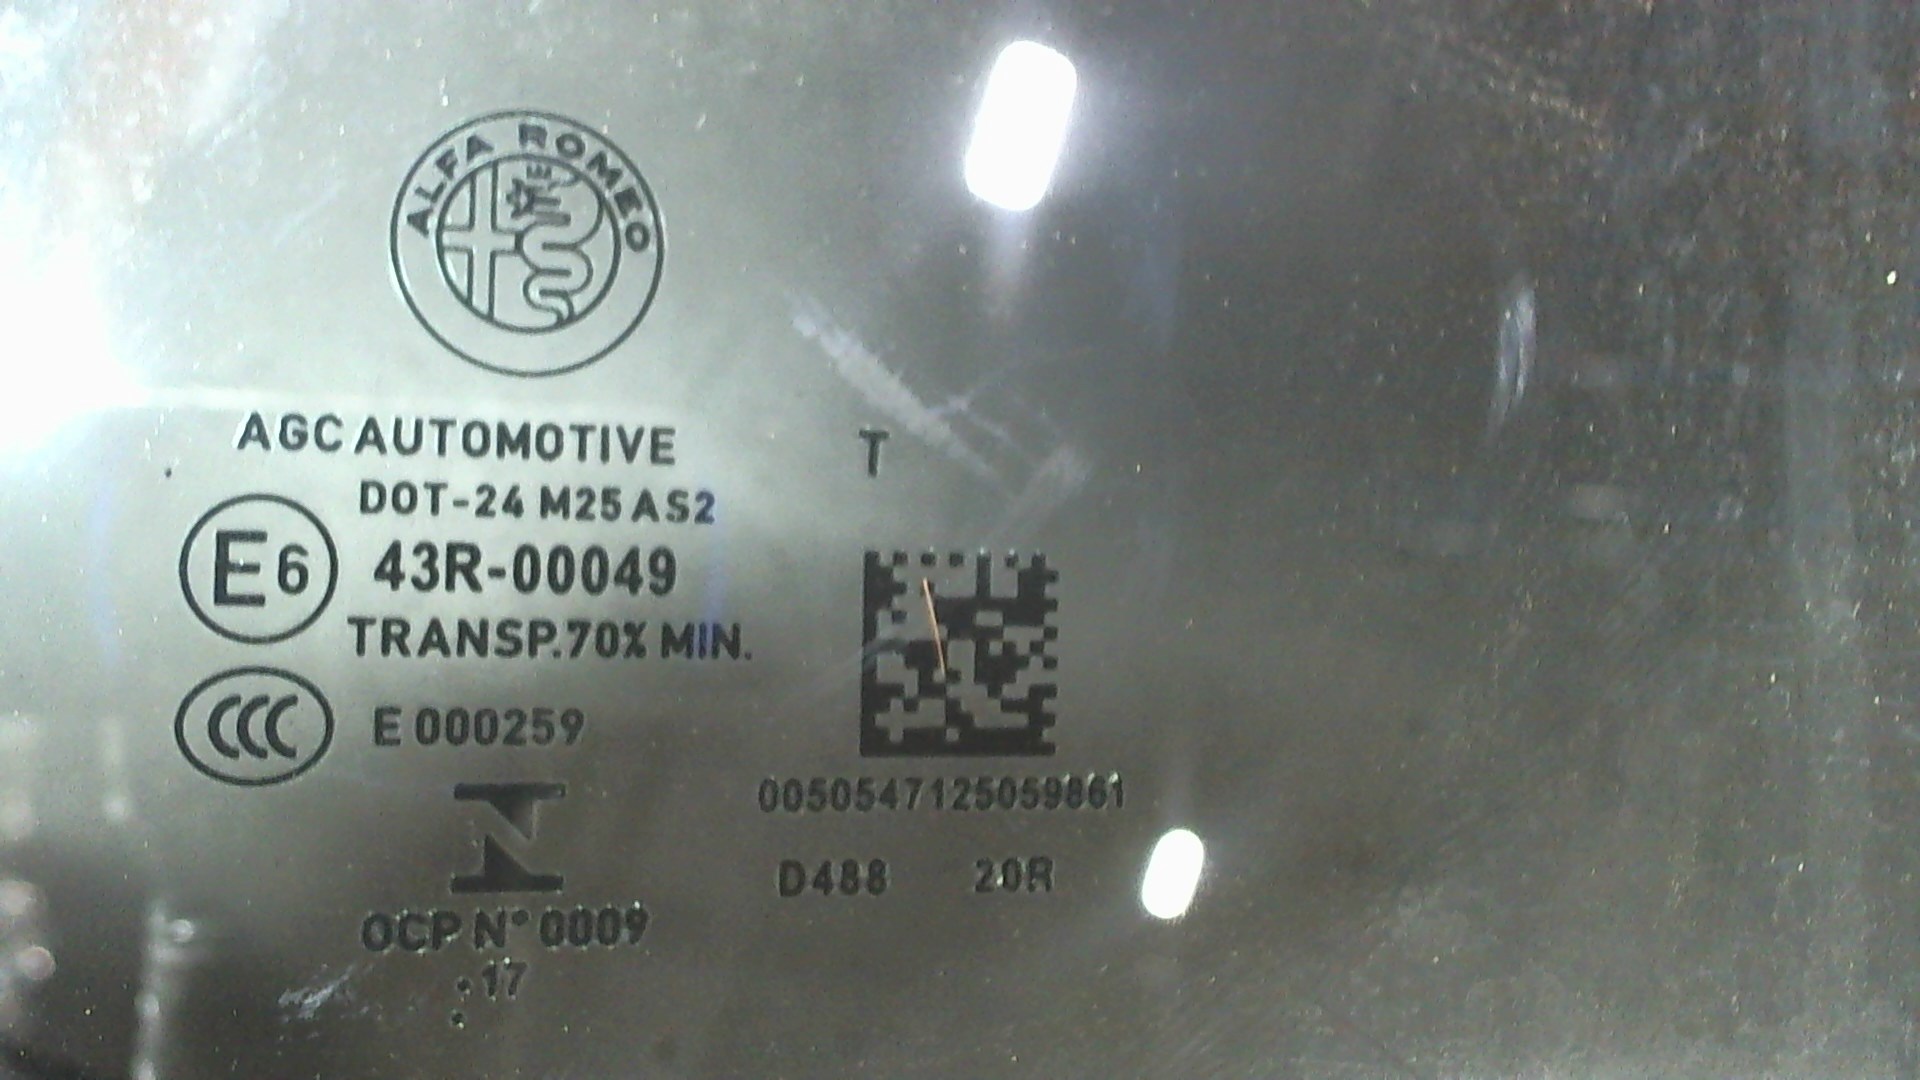 ALFA ROMEO
AGC AUTOMOTIVE
T
DOT-24 M25 AS2
E6
43R-00049
TRANSP.70% MIN.
CCC
E 000259
0050547125059861
D488 20R
OCP N° 0009
.17
.